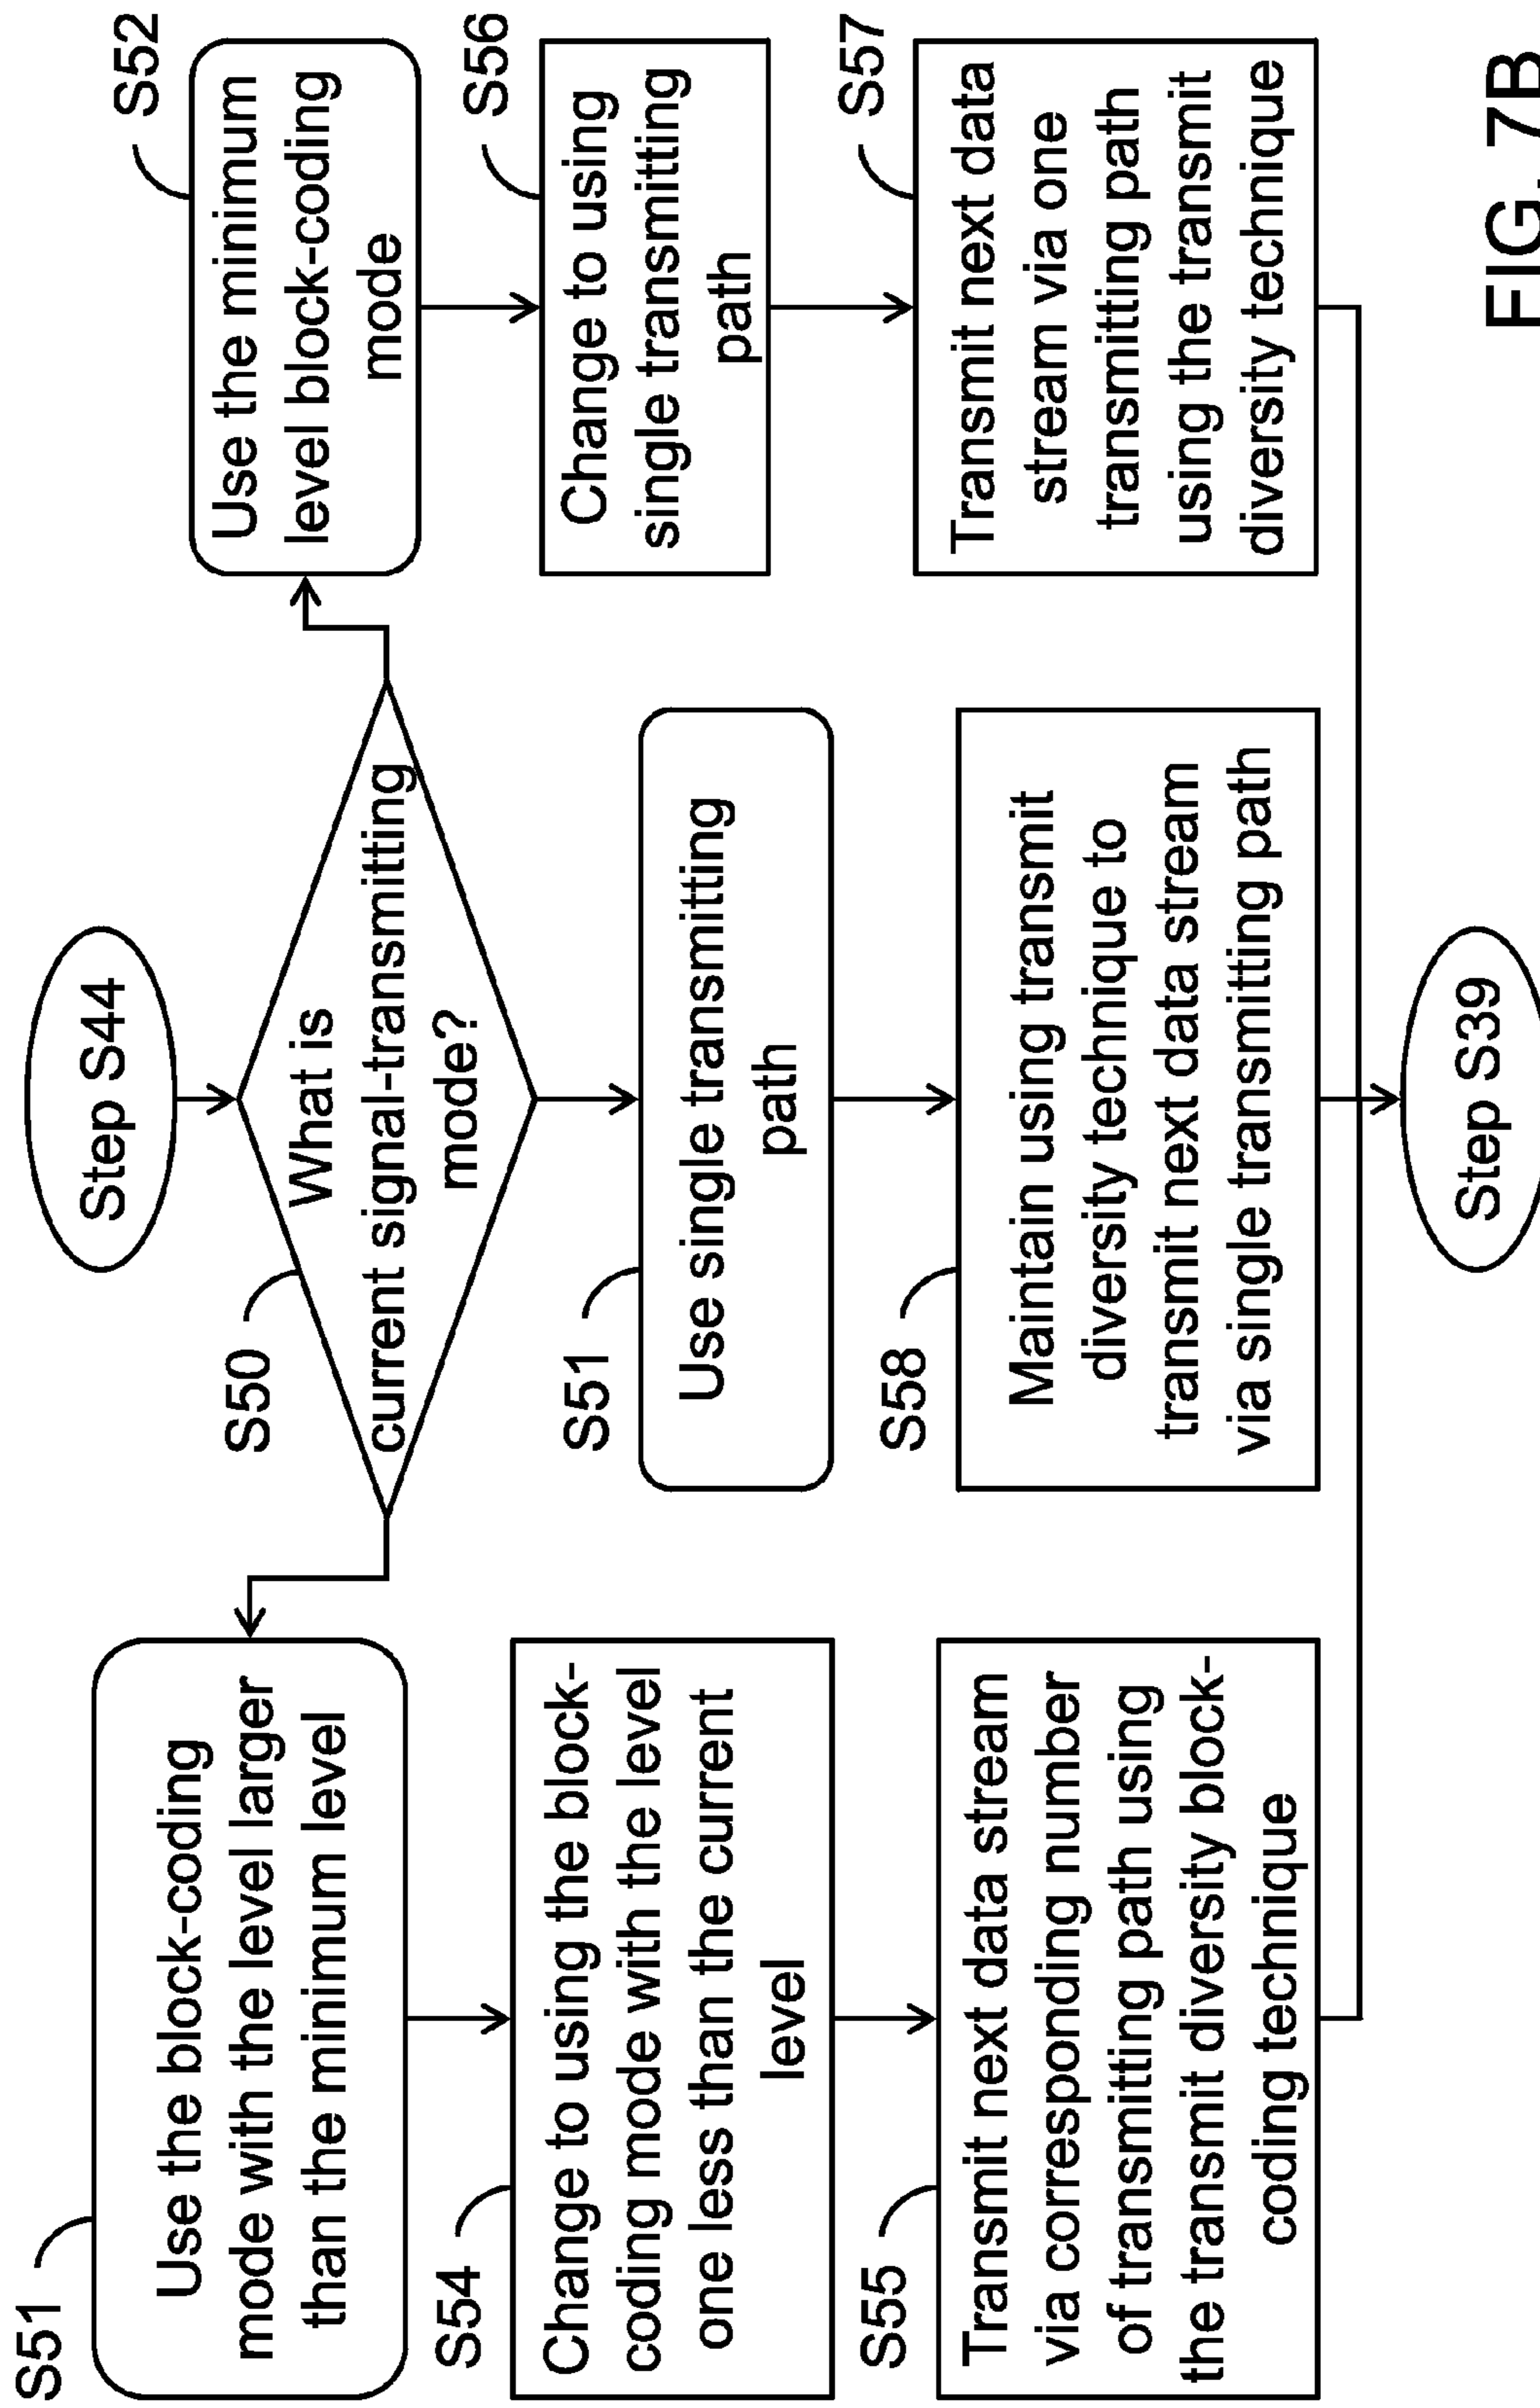 Step S44
S50
What is
current signal-transmitting
mode?
S51
Use the block-coding
mode with the level larger
than the minimum level
S54
Change to using the block-
coding mode with the level
one less than the current
level
S55
Transmit next data stream
via corresponding number
of transmitting path using
the transmit diversity block-
coding technique
S51
Use single transmitting
path
S58
Maintain using transmit
diversity technique to
transmit next data stream
via single transmitting path
S52
Use the minimum
level block-coding
mode
S56
Change to using
single transmitting
path
S57
Transmit next data
stream via one
transmitting path
using the transmit
diversity technique
Step S39
FIG. 7B